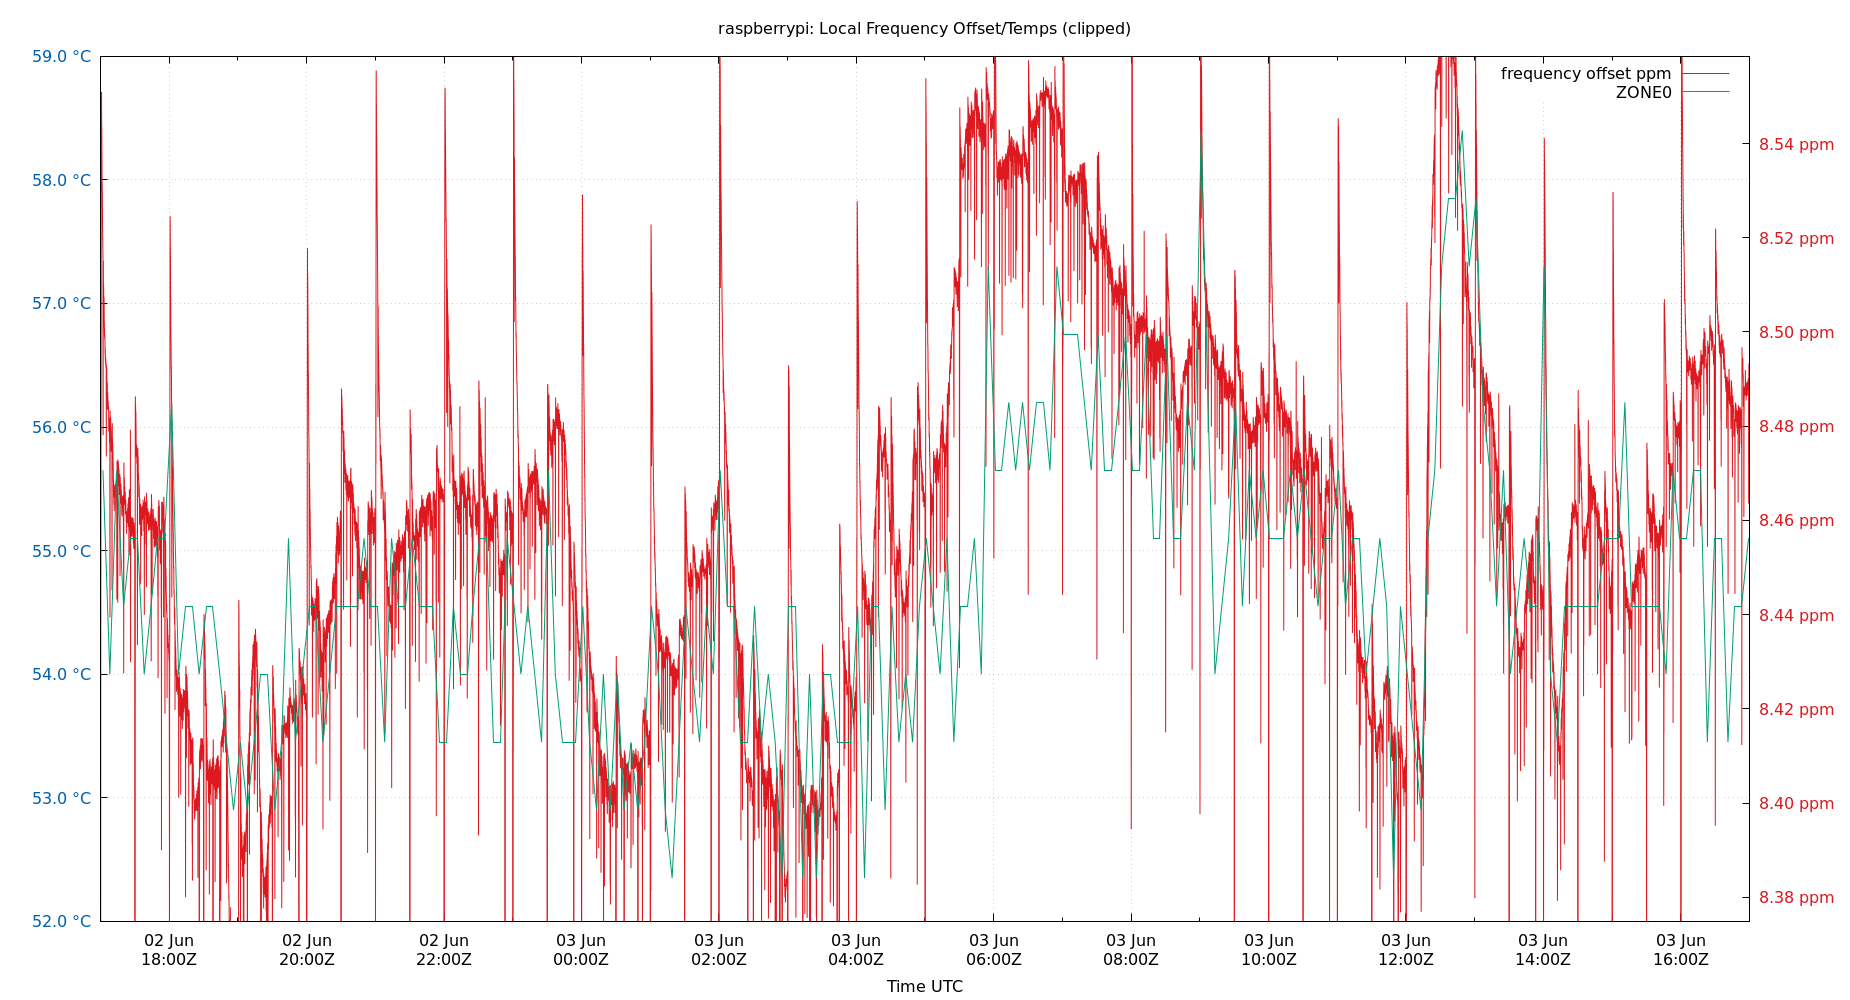 raspberrypi: Local Frequency Offset/Temps (clipped)
59.0 °C
58.0 °C
57.0 °C
56.0 °C
55.0 °C
54.0 °C
53.0 °C
52.0 °C
frequency offset ppm
ZONE0
8.54 ppm
8.52 ppm
8.50 ppm
8.48 ppm
8.46 ppm
8.44 ppm
8.42 ppm
8.40 ppm
8.38 ppm
02 Jun 02 Jun 02 Jun 03 Jun 03 Jun 03 Jun 03 Jun 03 Jun 03 Jun 03 Jun 03 Jun 03 Jun
18:00Z 20:00Z 22:00Z 00:00Z 02:00Z 04:00Z 06:00Z 08:00Z 10:00Z 12:00Z 14:00Z 16:00Z
Time UTC